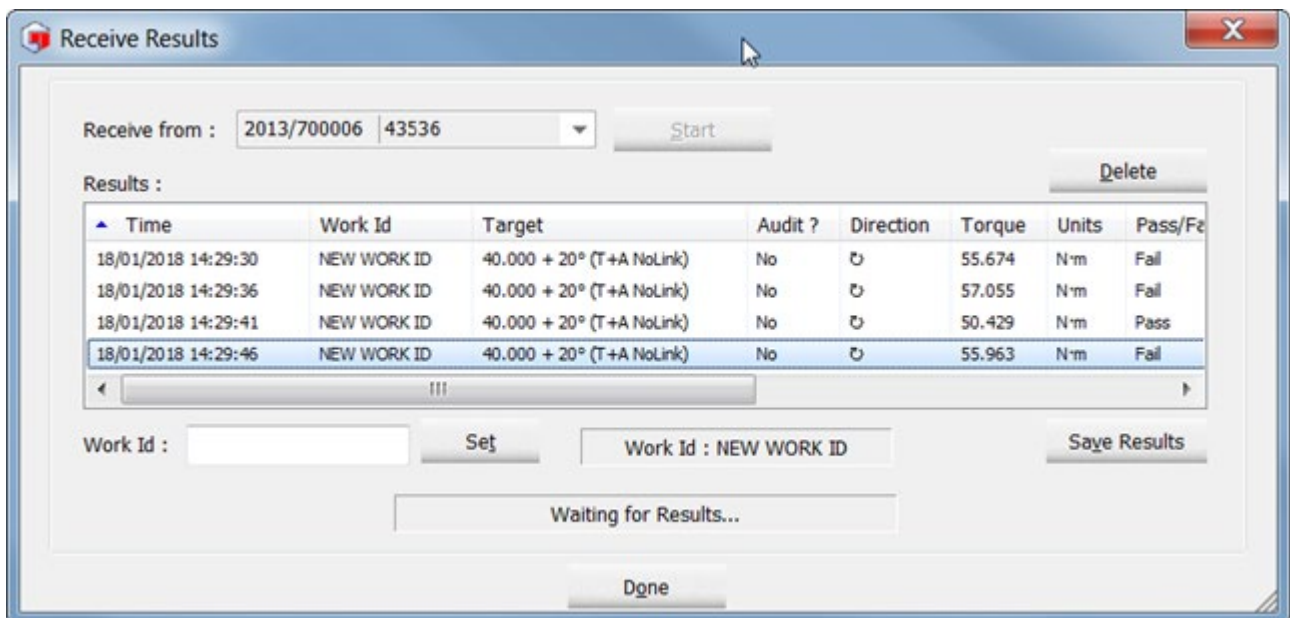 Receive Results
Receive from : 2013/700006 43536 Start
Delete
Results :
Time Work Id Target Audit ? Direction Torque Units Pass/Fa
18/01/2018 14:29:30 NEW WORK ID 40.000 + 20° (T+A NoLink) No ↻ 55.674 N·m Fail
18/01/2018 14:29:36 NEW WORK ID 40.000 + 20° (T+A NoLink) No ↻ 57.055 N·m Fail
18/01/2018 14:29:41 NEW WORK ID 40.000 + 20° (T+A NoLink) No ↻ 50.429 N·m Pass
18/01/2018 14:29:46 NEW WORK ID 40.000 + 20° (T+A NoLink) No ↻ 55.963 N·m Fail
Work Id : Set Work Id : NEW WORK ID Save Results
Waiting for Results...
Done